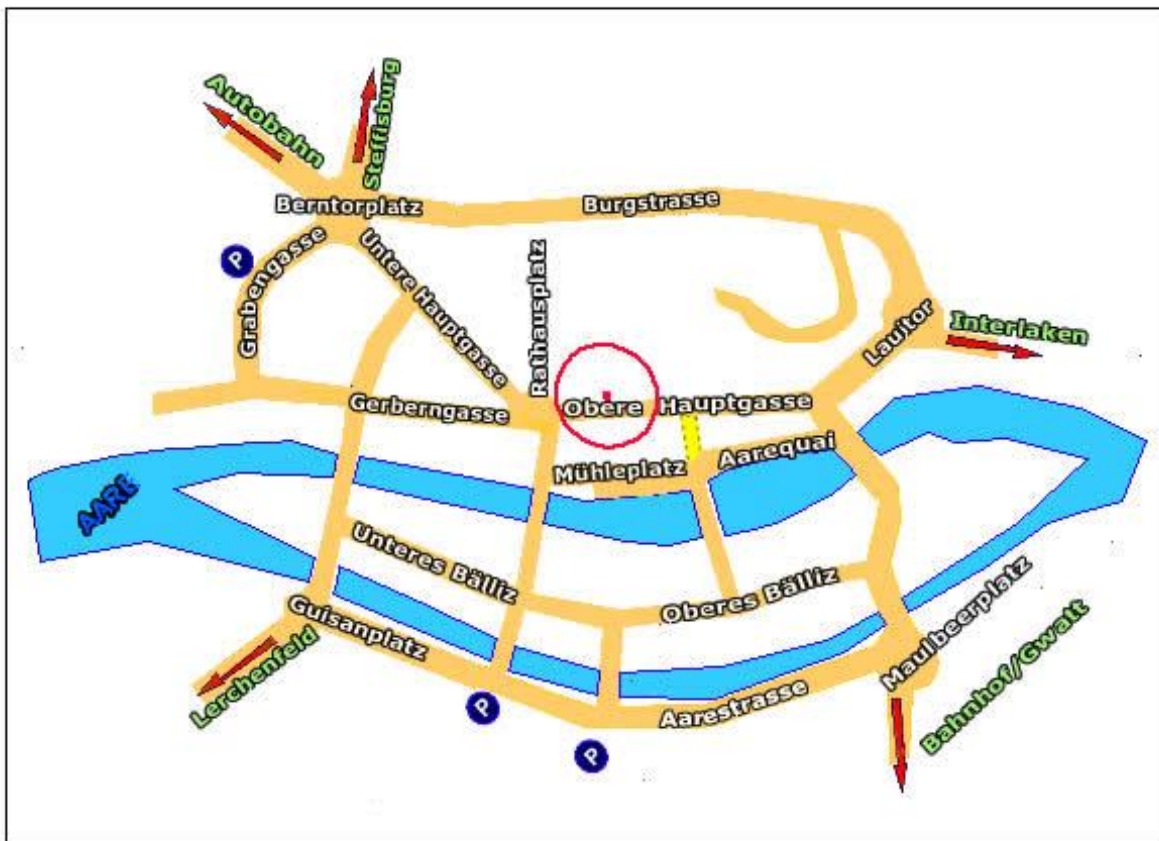 Autobahn
Steffisburg
Berntorplatz
Burgstrasse
P
Grabengasse
Untere Hauptgasse
Rathausplatz
Lauitor
Interlaken
Gerberngasse
Obere Hauptgasse
Mühleplatz
Aarequai
AARE
Unteres Bälliz
Oberes Bälliz
Guisanplatz
Lerchenfeld
Maulbeerplatz
Bahnhof/Gwatt
P
Aarestrasse
P